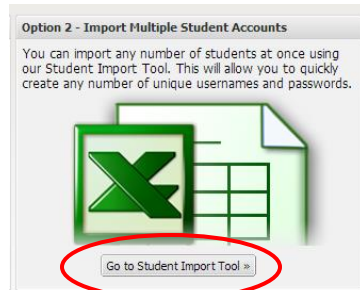 Option 2 - Import Multiple Student Accounts
You can import any number of students at once using
our Student Import Tool. This will allow you to quickly
create any number of unique usernames and passwords.
Go to Student Import Tool »